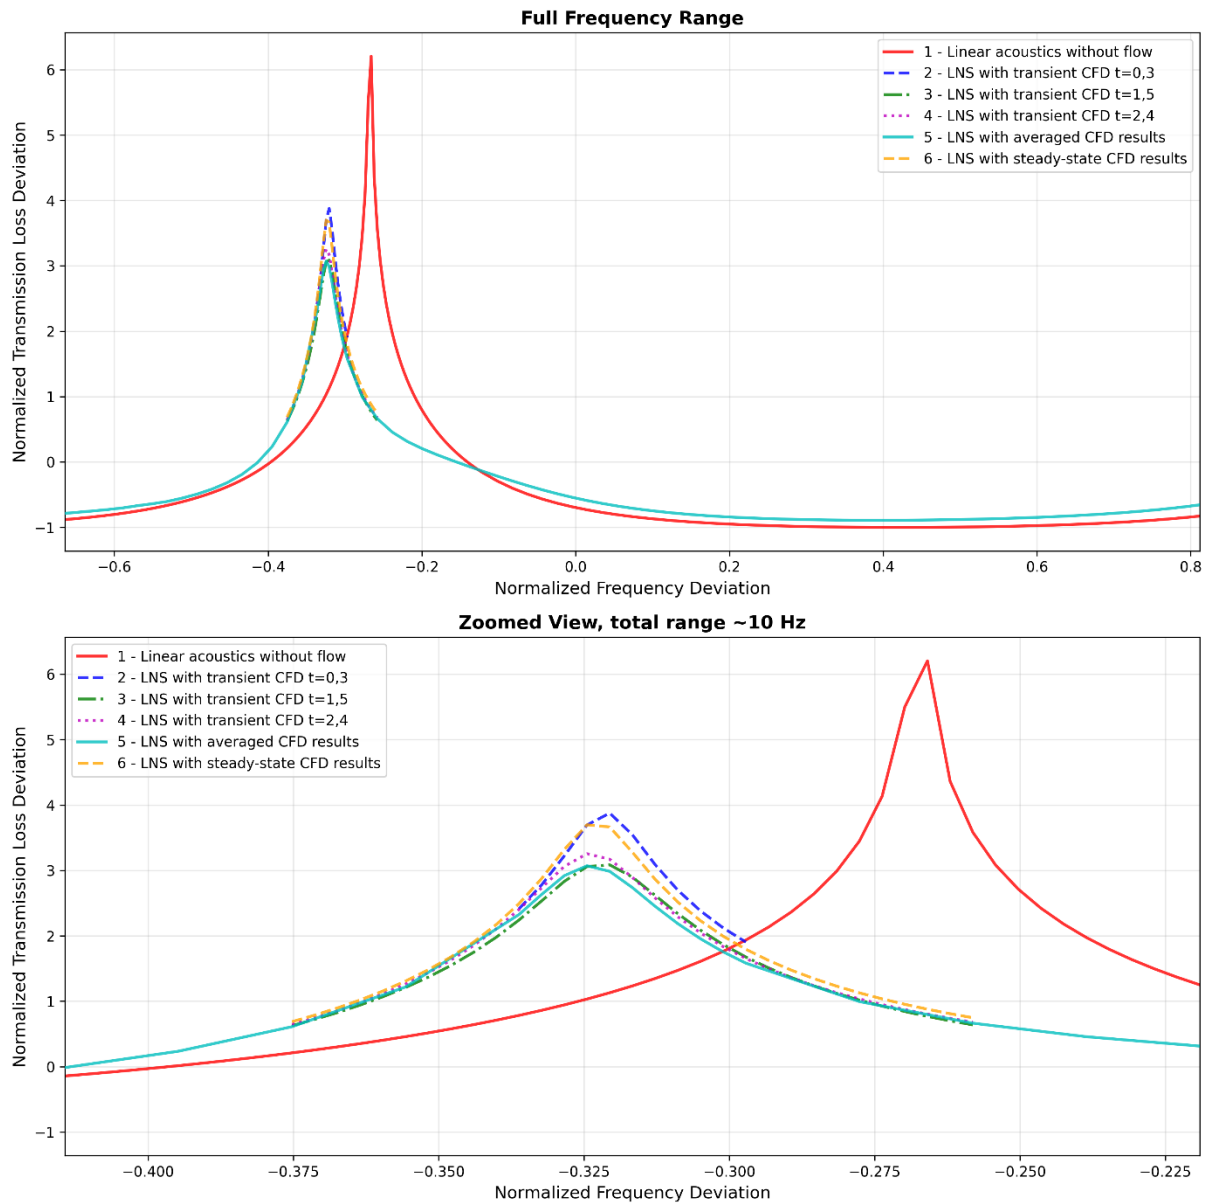 Full Frequency Range
Normalized Transmission Loss Deviation
6
5
4
3
2
1
0
−1
1 - Linear acoustics without flow
2 - LNS with transient CFD t=0,3
3 - LNS with transient CFD t=1,5
4 - LNS with transient CFD t=2,4
5 - LNS with averaged CFD results
6 - LNS with steady-state CFD results
−0.6 −0.4 −0.2 0.0 0.2 0.4 0.6 0.8
Normalized Frequency Deviation
Zoomed View, total range ~10 Hz
Normalized Transmission Loss Deviation
6
5
4
3
2
1
0
−1
1 - Linear acoustics without flow
2 - LNS with transient CFD t=0,3
3 - LNS with transient CFD t=1,5
4 - LNS with transient CFD t=2,4
5 - LNS with averaged CFD results
6 - LNS with steady-state CFD results
−0.400 −0.375 −0.350 −0.325 −0.300 −0.275 −0.250 −0.225
Normalized Frequency Deviation